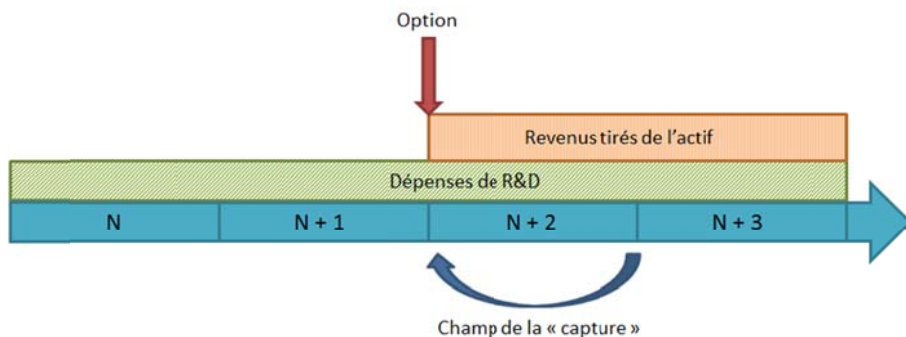 Option
Revenus tirés de l'actif
Dépenses de R&D
N
N + 1
N + 2
N + 3
Champ de la « capture »